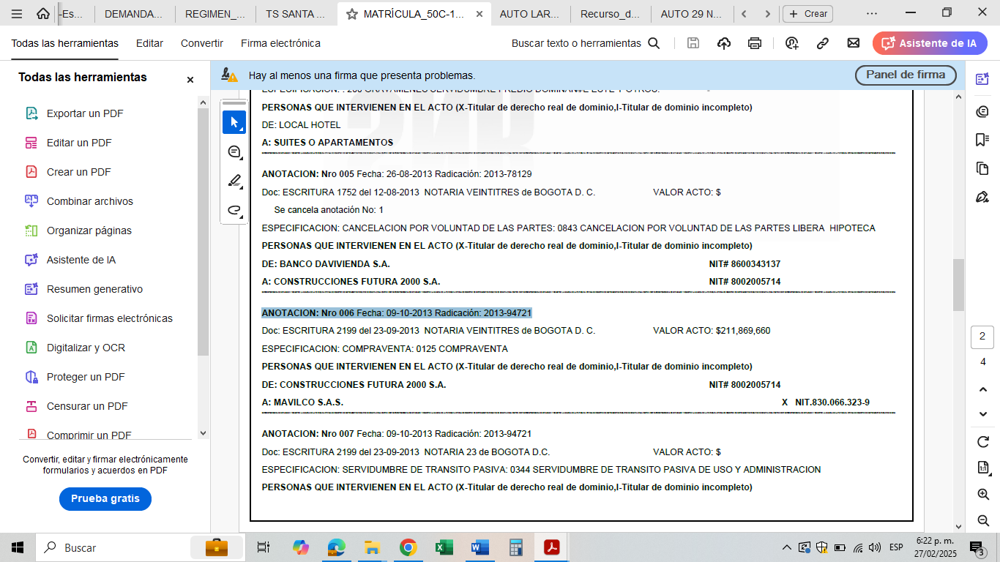 -Es...
DEMANDA...
REGIMEN_...
TS SANTA ...
MATRÍCULA_50C-1...
AUTO LAR...
Recurso_d...
AUTO 29 N...
Crear
Todas las herramientas
Editar
Convertir
Firma electrónica
Buscar texto o herramientas
Asistente de IA
Todas las herramientas
Hay al menos una firma que presenta problemas.
Panel de firma
Exportar un PDF
Editar un PDF
Crear un PDF
Combinar archivos
Organizar páginas
Asistente de IA
Resumen generativo
Solicitar firmas electrónicas
Digitalizar y OCR
Proteger un PDF
Censurar un PDF
Comprimir un PDF
Convertir, editar y firmar electrónicamente
formularios y acuerdos en PDF
Prueba gratis
PERSONAS QUE INTERVIENEN EN EL ACTO (X-Titular de derecho real de dominio,I-Titular de dominio incompleto)
DE: LOCAL HOTEL
A: SUITES O APARTAMENTOS
ANOTACION: Nro 005 Fecha: 26-08-2013 Radicación: 2013-78129
Doc: ESCRITURA 1752 del 12-08-2013 NOTARIA VEINTITRES de BOGOTA D. C. VALOR ACTO: $
Se cancela anotación No: 1
ESPECIFICACION: CANCELACION POR VOLUNTAD DE LAS PARTES: 0843 CANCELACION POR VOLUNTAD DE LAS PARTES LIBERA HIPOTECA
PERSONAS QUE INTERVIENEN EN EL ACTO (X-Titular de derecho real de dominio,I-Titular de dominio incompleto)
DE: BANCO DAVIVIENDA S.A. NIT# 8600343137
A: CONSTRUCCIONES FUTURA 2000 S.A. NIT# 8002005714
ANOTACION: Nro 006 Fecha: 09-10-2013 Radicación: 2013-94721
Doc: ESCRITURA 2199 del 23-09-2013 NOTARIA VEINTITRES de BOGOTA D. C. VALOR ACTO: $211,869,660
ESPECIFICACION: COMPRAVENTA: 0125 COMPRAVENTA
PERSONAS QUE INTERVIENEN EN EL ACTO (X-Titular de derecho real de dominio,I-Titular de dominio incompleto)
DE: CONSTRUCCIONES FUTURA 2000 S.A. NIT# 8002005714
A: MAVILCO S.A.S. X NIT.830.066.323-9
ANOTACION: Nro 007 Fecha: 09-10-2013 Radicación: 2013-94721
Doc: ESCRITURA 2199 del 23-09-2013 NOTARIA 23 de BOGOTA D.C. VALOR ACTO: $
ESPECIFICACION: SERVIDUMBRE DE TRANSITO PASIVA: 0344 SERVIDUMBRE DE TRANSITO PASIVA DE USO Y ADMINISTRACION
PERSONAS QUE INTERVIENEN EN EL ACTO (X-Titular de derecho real de dominio,I-Titular de dominio incompleto)
2
4
1:1
Buscar
ESP
6:22 p. m.
27/02/2025
3